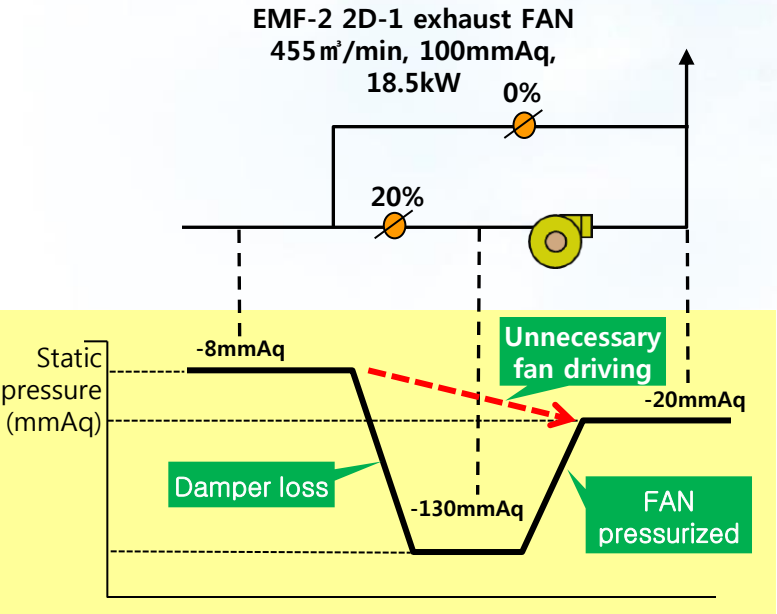 EMF-2 2D-1 exhaust FAN
455㎥/min, 100mmAq,
18.5kW
0%
20%
Static
pressure
(mmAq)
-8mmAq
Unnecessary
fan driving
-20mmAq
Damper loss
-130mmAq
FAN
pressurized